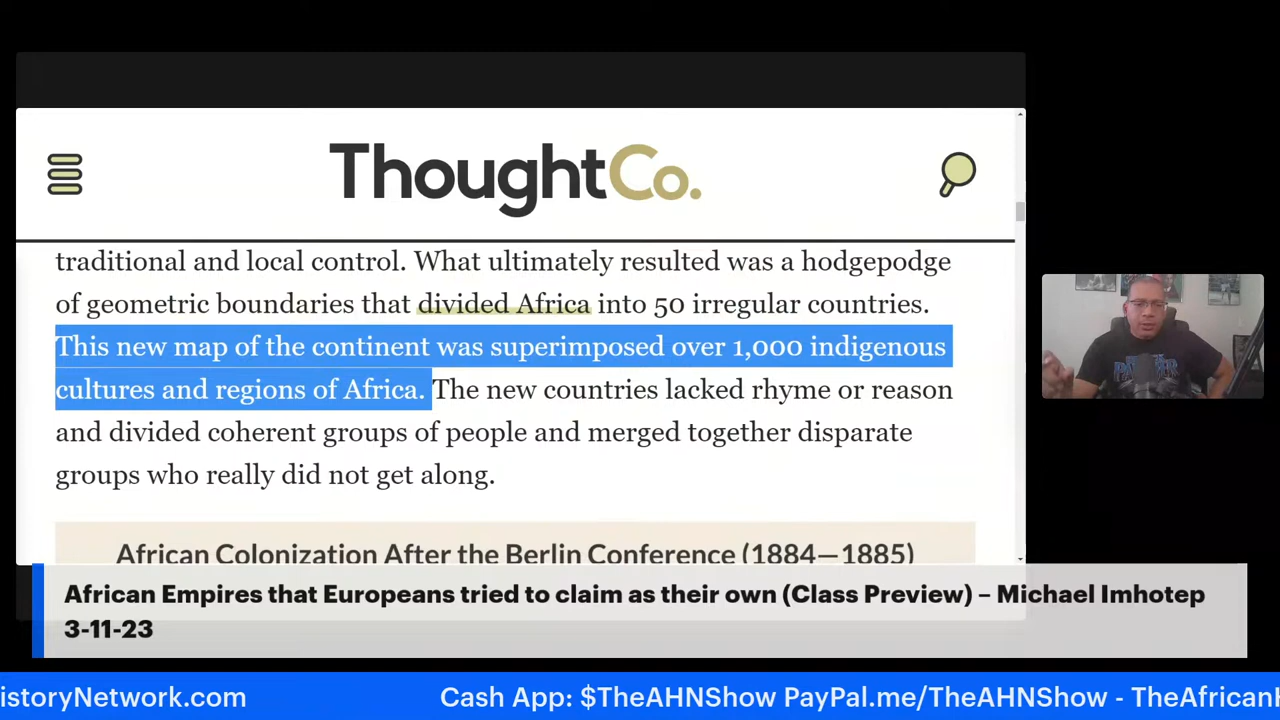 ThoughtCo.
traditional and local control. What ultimately resulted was a hodgepodge
of geometric boundaries that divided Africa into 50 irregular countries.
This new map of the continent was superimposed over 1,000 indigenous
cultures and regions of Africa. The new countries lacked rhyme or reason
and divided coherent groups of people and merged together disparate
groups who really did not get along.
African Colonization After the Berlin Conference (1884—1885)
African Empires that Europeans tried to claim as their own (Class Preview) – Michael Imhotep
3-11-23
istoryNetwork.com Cash App: $TheAHNShow PayPal.me/TheAHNShow - TheAfricanH